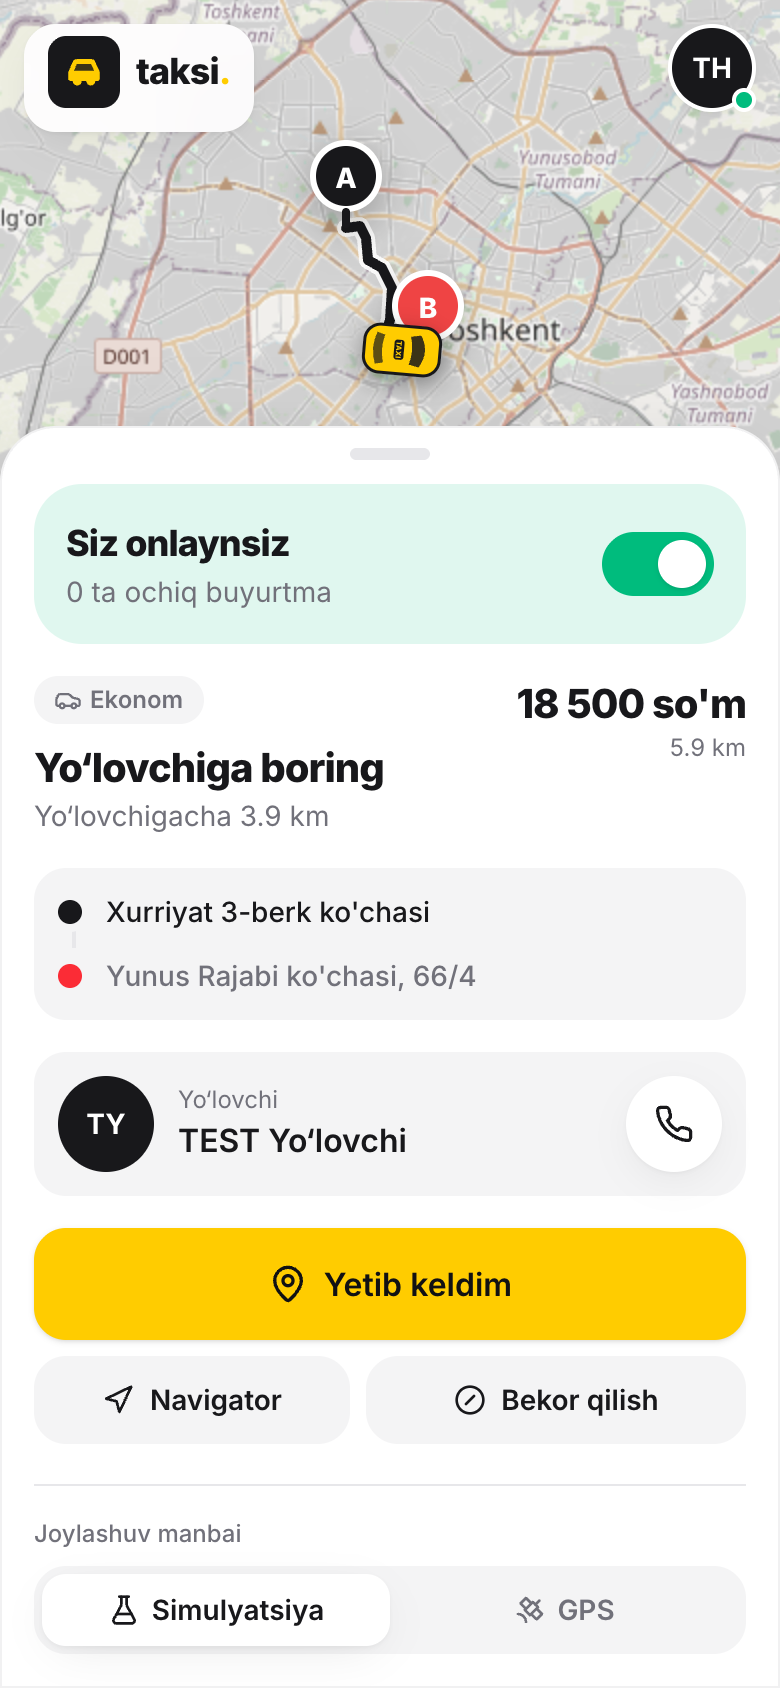 Toshkent
tumani
taksi.
TH
Yunusobod
Tumani
A
B
TAXI
oshkent
D001
Yashnobod
Tumani
Siz onlaynsiz
0 ta ochiq buyurtma
Ekonom
18 500 so'm
5.9 km
Yo‘lovchiga boring
Yo‘lovchigacha 3.9 km
Xurriyat 3-berk ko'chasi
Yunus Rajabi ko'chasi, 66/4
TY
Yo‘lovchi
TEST Yo‘lovchi
Yetib keldim
Navigator
Bekor qilish
Joylashuv manbai
Simulyatsiya
GPS